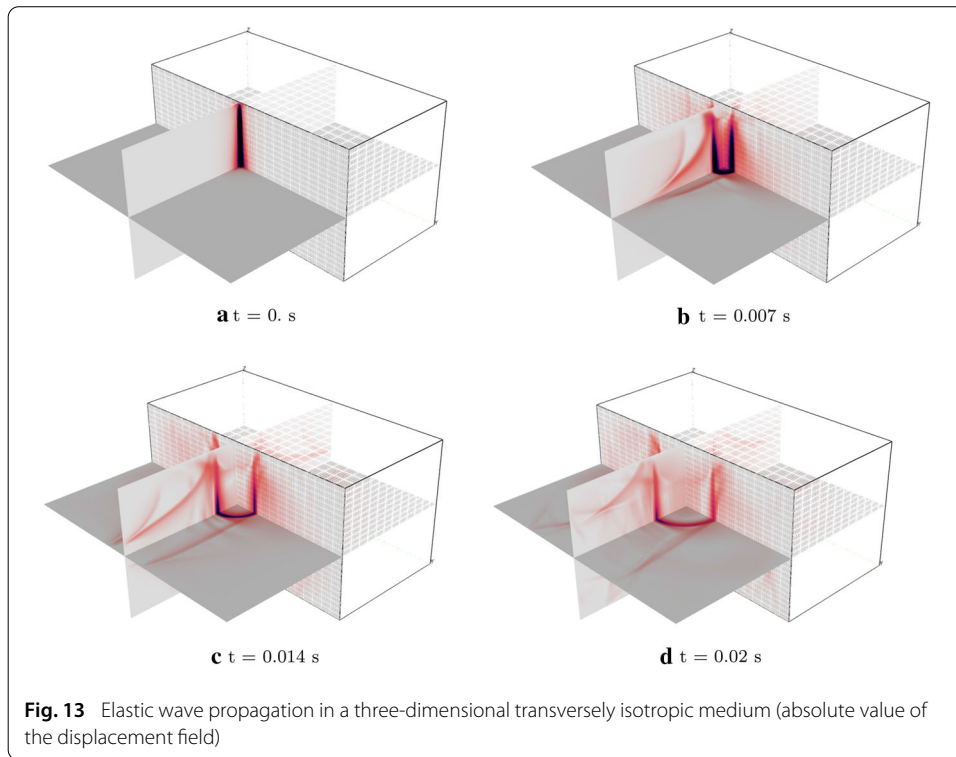 z
z
a t = 0. s
b t = 0.007 s
z
z
c t = 0.014 s
d t = 0.02 s
Fig. 13 Elastic wave propagation in a three-dimensional transversely isotropic medium (absolute value of
the displacement field)